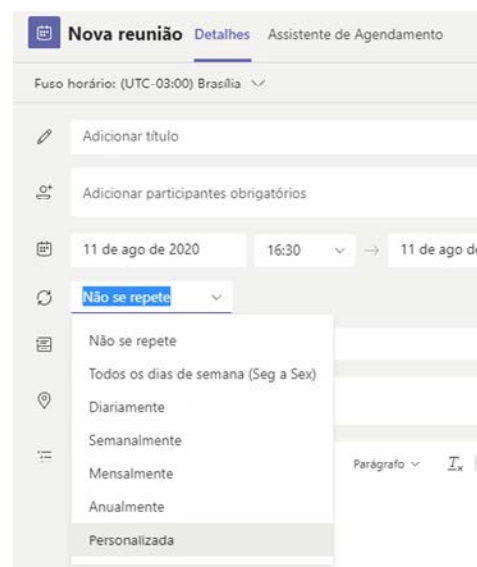 Nova reunião Detalhes Assistente de Agendamento
Fuso horário: (UTC-03:00) Brasília
Adicionar título
Adicionar participantes obrigatórios
11 de ago de 2020 16:30 → 11 de ago d
Não se repete
Não se repete
Todos os dias de semana (Seg a Sex)
Diariamente
Semanalmente
Mensalmente
Parágrafo
Anualmente
Personalizada